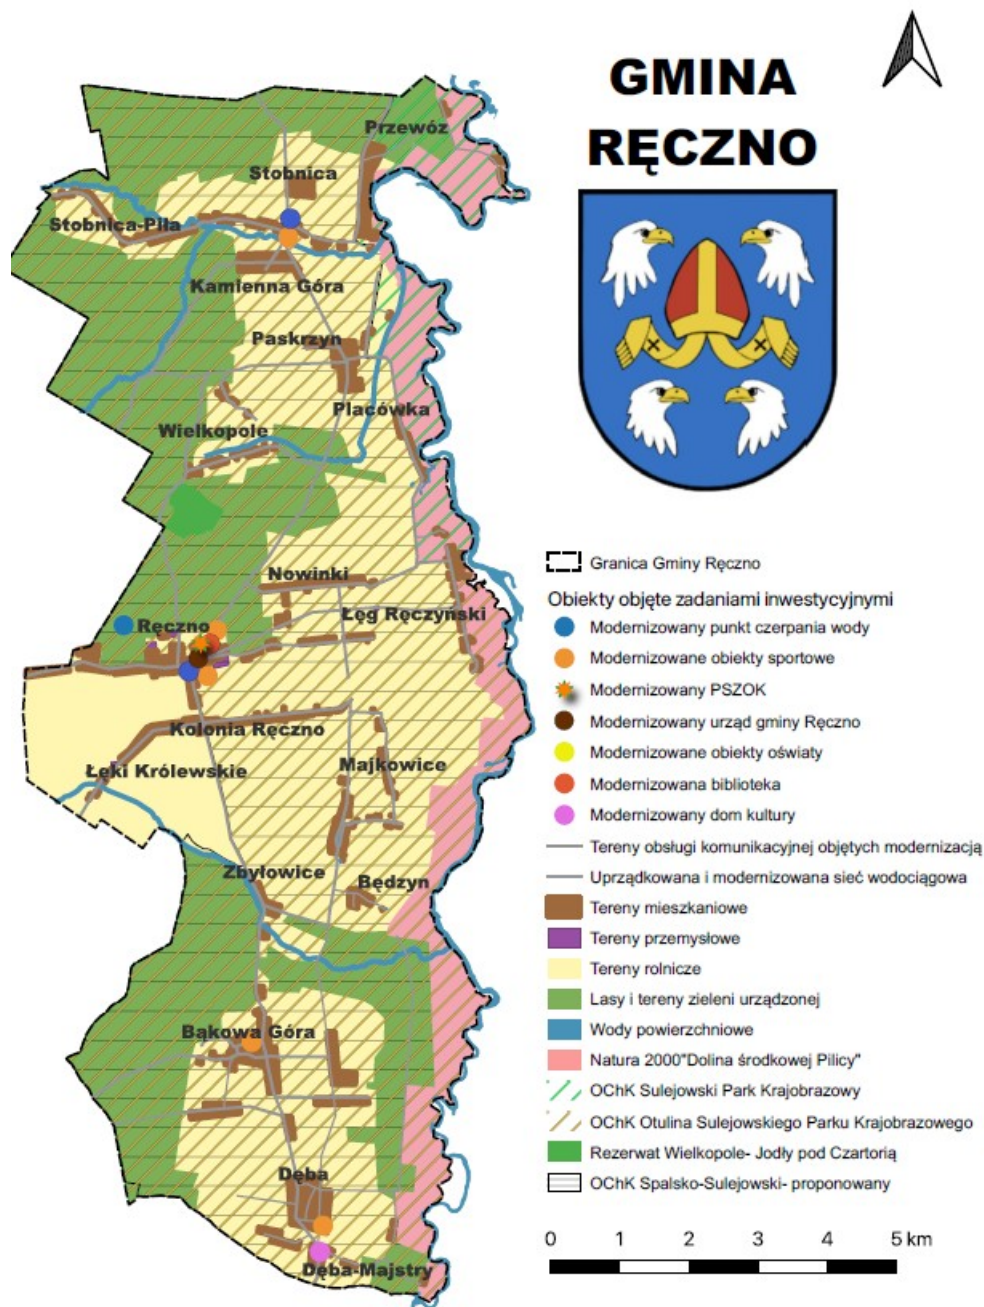 GMINA
RĘCZNO
Przewóz
Stobnica
Stobnica-Piła
Kamienna Góra
Paskrzyn
Placówka
Wielkopole
Nowinki
Łęg Ręczyński
Ręczno
Kolonia Ręczno
Łęki Królewskie
Majkowice
Zbyłowice
Będzyn
Bąkowa Góra
Dęba
Dęba-Majstry
Granica Gminy Ręczno
Obiekty objęte zadaniami inwestycyjnymi
Modernizowany punkt czerpania wody
Modernizowane obiekty sportowe
Modernizowany PSZOK
Modernizowany urząd gminy Ręczno
Modernizowane obiekty oświaty
Modernizowana biblioteka
Modernizowany dom kultury
Tereny obsługi komunikacyjnej objętych modernizacją
Uprządkowana i modernizowana sieć wodociągowa
Tereny mieszkaniowe
Tereny przemysłowe
Tereny rolnicze
Lasy i tereny zieleni urządzonej
Wody powierzchniowe
Natura 2000"Dolina środkowej Pilicy"
OChK Sulejowski Park Krajobrazowy
OChK Otulina Sulejowskiego Parku Krajobrazowego
Rezerwat Wielkopole- Jodły pod Czartorią
OChK Spalsko-Sulejowski- proponowany
0 1 2 3 4 5 km